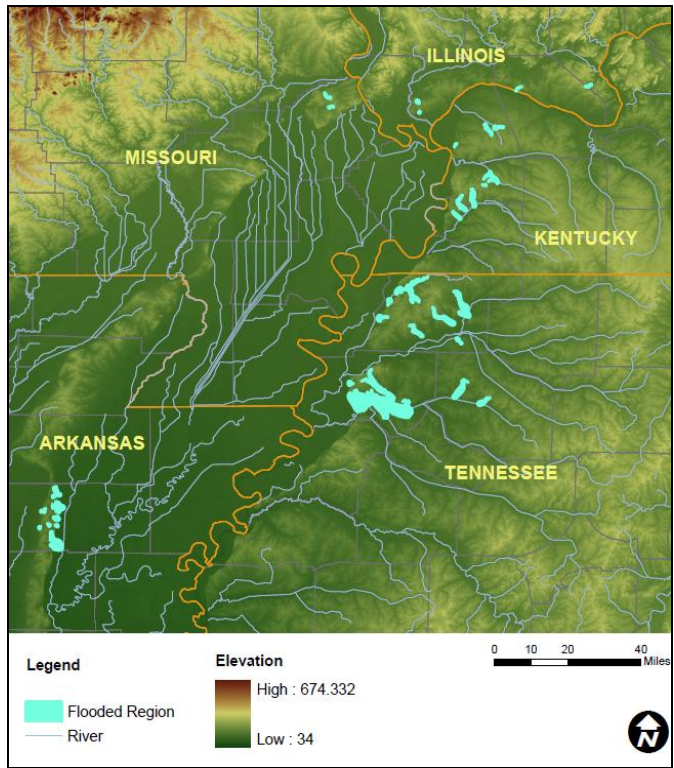 ILLINOIS
MISSOURI
KENTUCKY
ARKANSAS
TENNESSEE
Legend
Flooded Region
River
Elevation
High : 674.332
Low : 34
0 10 20 40
Miles
N